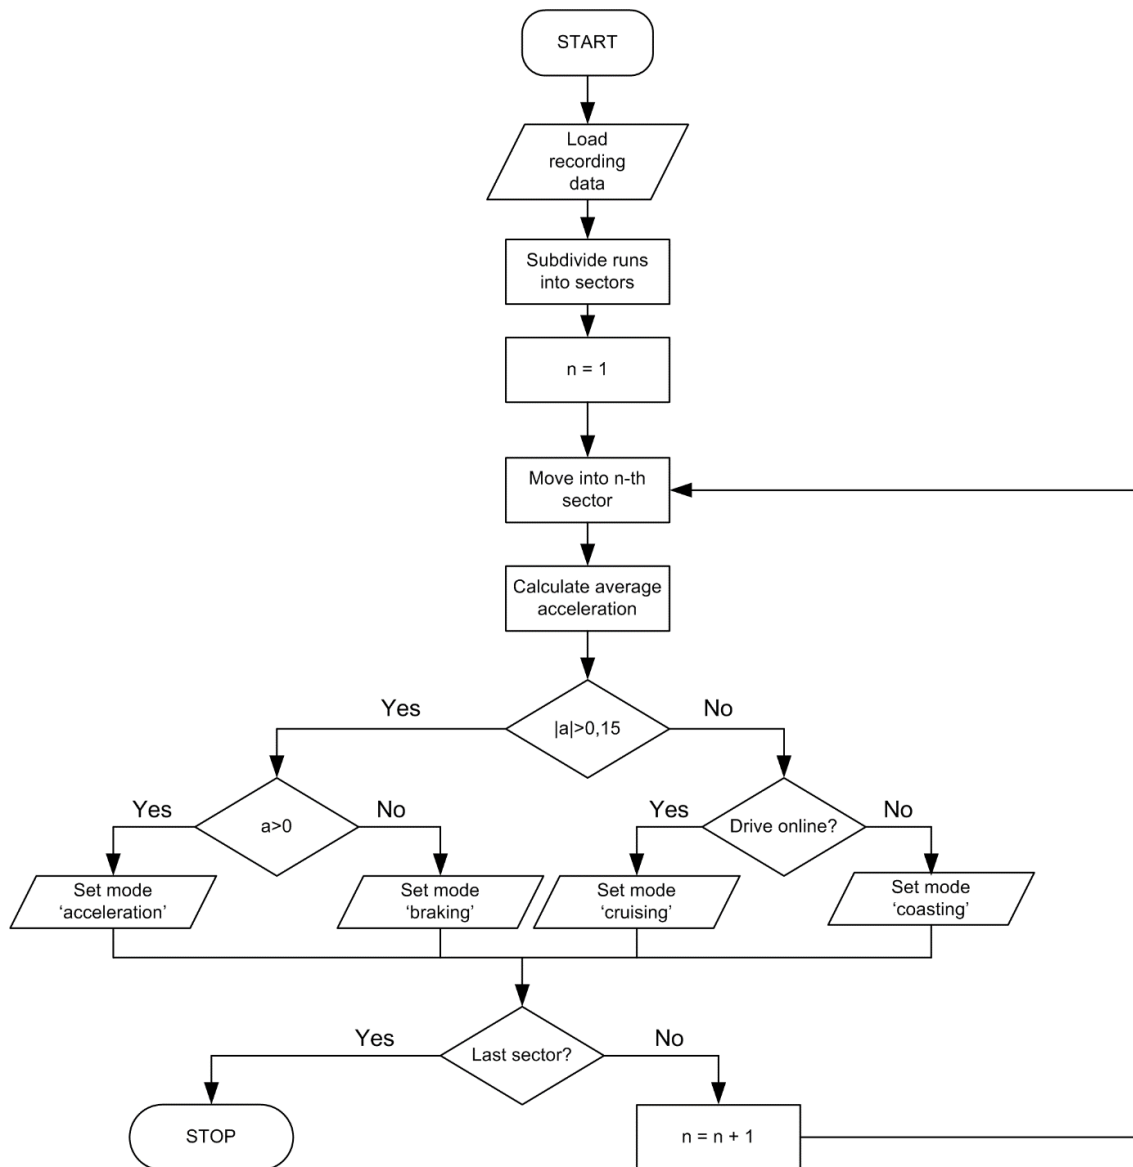 START
Load
recording
data
Subdivide runs
into sectors
n = 1
Move into n-th
sector
Calculate average
acceleration
|a|>0,15
Yes
No
a>0
Yes
No
Drive online?
Yes
No
Set mode
‘acceleration’
Set mode
‘braking’
Set mode
‘cruising’
Set mode
‘coasting’
Last sector?
Yes
No
STOP
n = n + 1